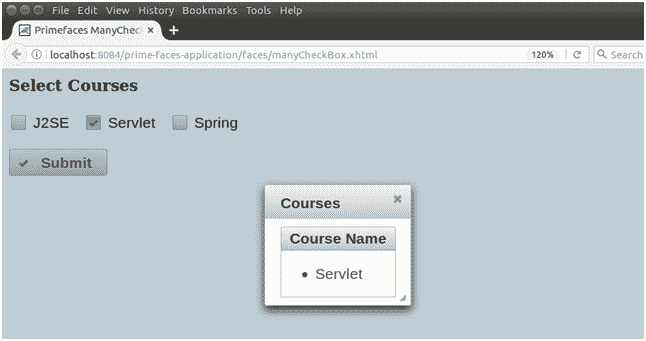 File Edit View History Bookmarks Tools Help
Primefaces ManyChec
localhost:8084/prime-faces-application/faces/manyCheckBox.xhtml
120%
Search
Select Courses
J2SE Servlet Spring
Submit
Courses
Course Name
• Servlet